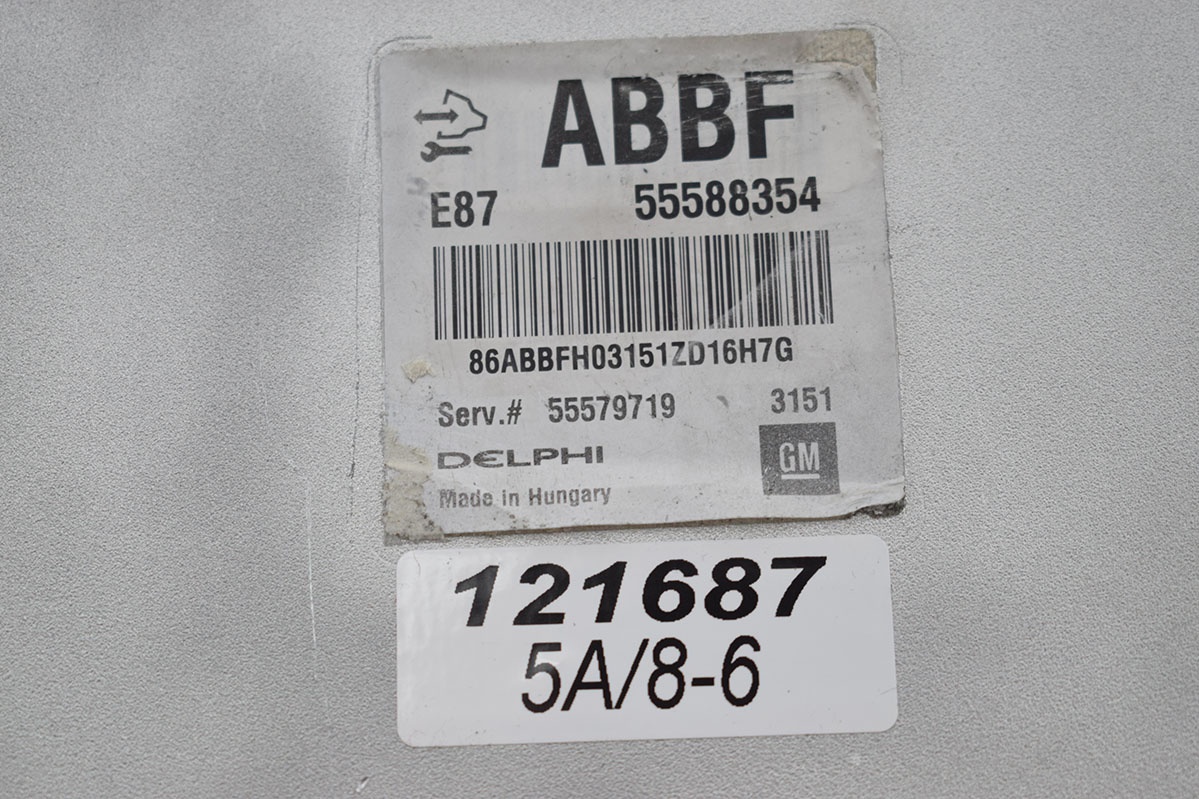 ABBF
E87 55588354
86ABBFH03151ZD16H7G
Serv.# 55579719 3151
DELPHI
GM
Made in Hungary
121687
5A/8-6